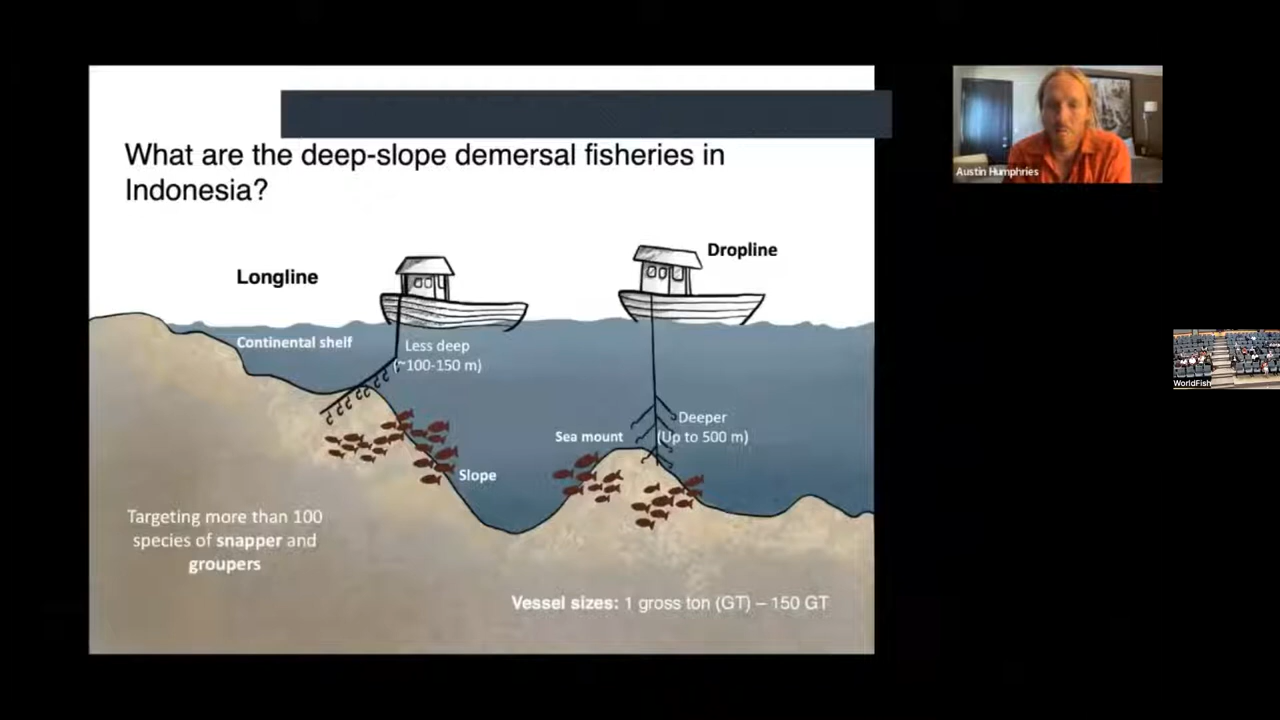 What are the deep-slope demersal fisheries in
Indonesia?
Longline
Dropline
Continental shelf
Less deep
(~100-150 m)
Deeper
(Up to 500 m)
Sea mount
Slope
Targeting more than 100
species of snapper and
groupers
Vessel sizes: 1 gross ton (GT) – 150 GT
Austin Humphries
WorldFish